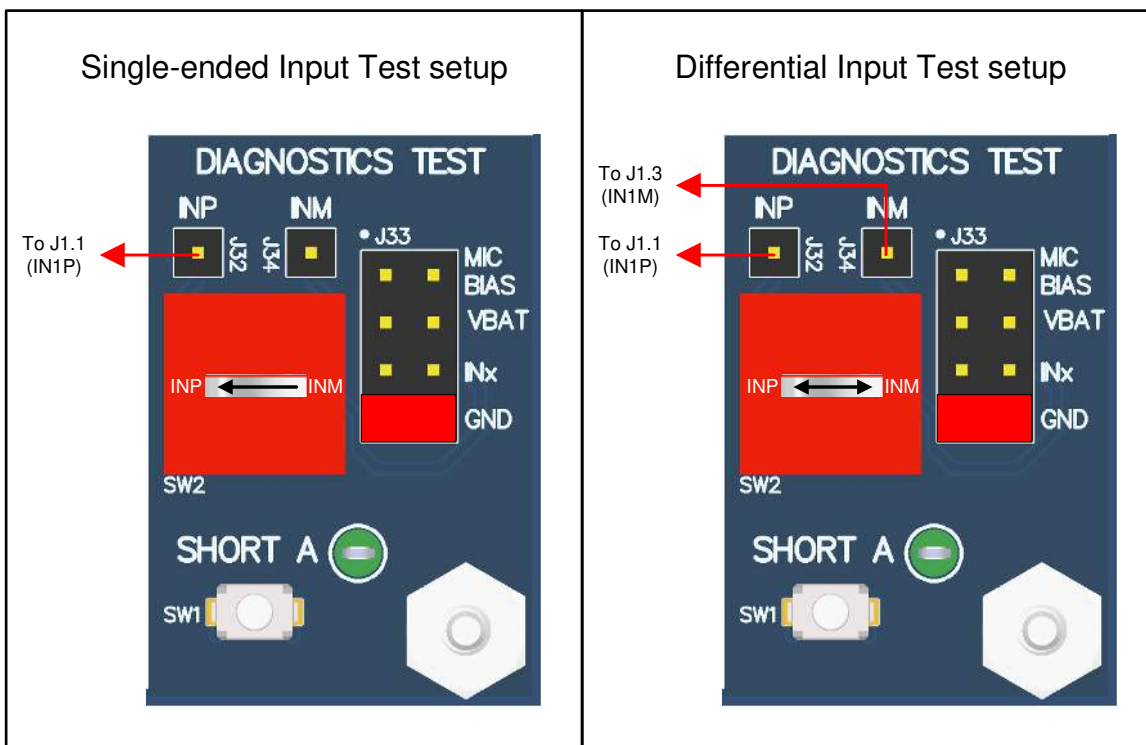 Single-ended Input Test setup
DIAGNOSTICS TEST
INP INM
To J1.1
(IN1P)
J32
J34
J33
MIC
BIAS
VBAT
INx
GND
INP INM
SW2
SHORT A
SW1
Differential Input Test setup
DIAGNOSTICS TEST
To J1.3
(IN1M)
INP INM
To J1.1
(IN1P)
J32
J34
J33
MIC
BIAS
VBAT
INx
GND
INP INM
SW2
SHORT A
SW1